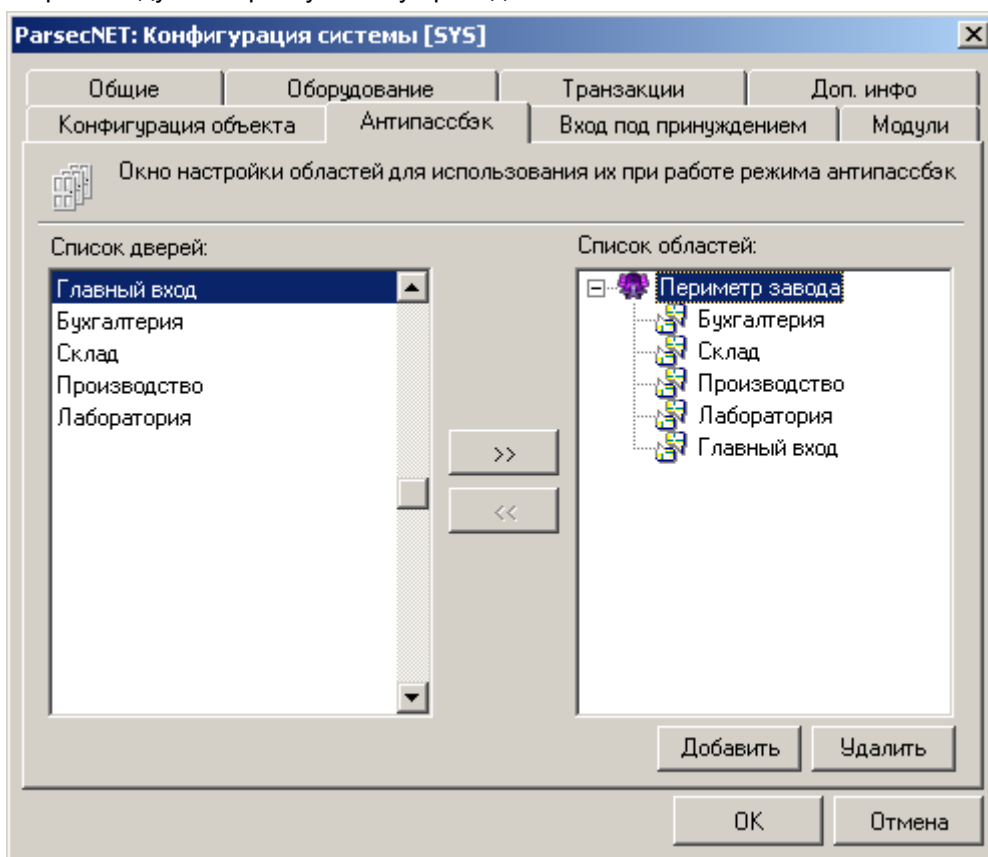 ParsecNET: Конфигурация системы [SYS]
Общие Оборудование Транзакции Доп. инфо
Конфигурация объекта Антипассбэк Вход под принуждением Модули
Окно настройки областей для использования их при работе режима антипассбэк
Список дверей: Список областей:
Главный вход
Бухгалтерия
Склад
Производство
Лаборатория
>>
<<
Периметр завода
Бухгалтерия
Склад
Производство
Лаборатория
Главный вход
Добавить Удалить
OK Отмена